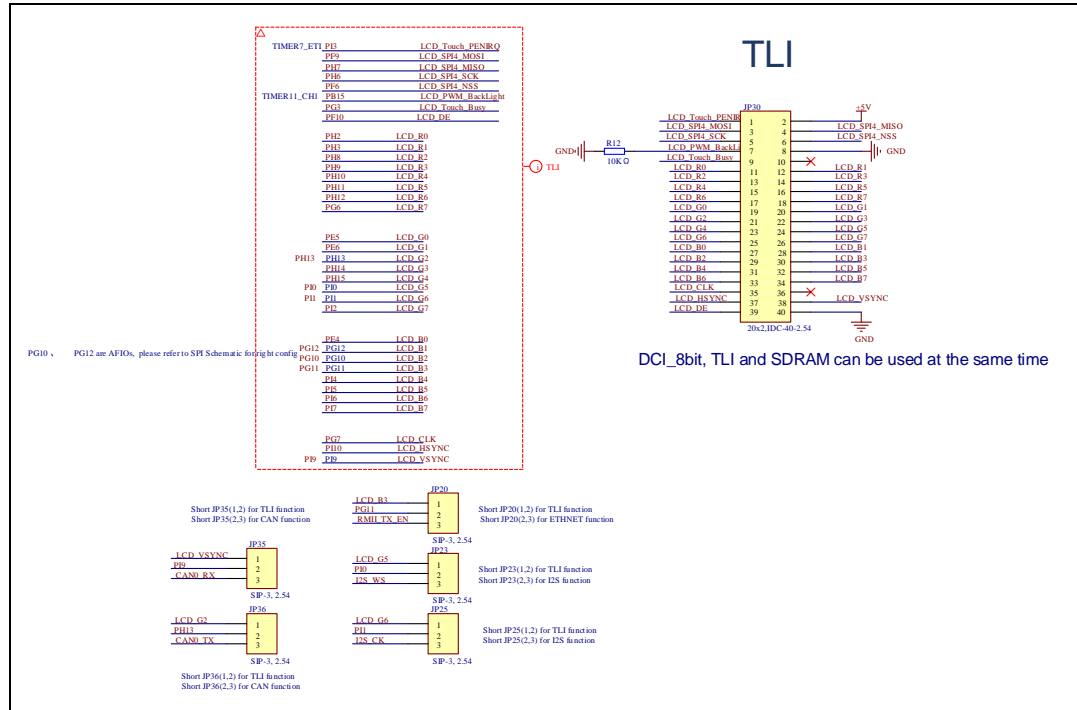 TIMER7_ETI PI3 LCD_Touch_PENIRQ
PF9 LCD_SPI4_MOSI
PH7 LCD_SPI4_MISO
PH6 LCD_SPI4_SCK
PF6 LCD_SPI4_NSS
TIMER11_CH1 PB15 LCD_PWM_BackLight
PG3 LCD_Touch_Busy
PF10 LCD_DE
PH2 LCD_R0
PH3 LCD_R1
PH8 LCD_R2
PH9 LCD_R3
PH10 LCD_R4
PH11 LCD_R5
PH12 LCD_R6
PG6 LCD_R7
PE5 LCD_G0
PE6 LCD_G1
PH13 PH13 LCD_G2
PH14 LCD_G3
PH15 LCD_G4
PI0 PI0 LCD_G5
PI1 PI1 LCD_G6
PI2 LCD_G7
PE4 LCD_B0
PG12 PG12 LCD_B1
PG10 PG10 LCD_B2
PG11 PG11 LCD_B3
PI4 LCD_B4
PI5 LCD_B5
PI6 LCD_B6
PI7 LCD_B7
PG7 LCD_CLK
PI10 LCD_HSYNC
PI9 PI9 LCD_VSYNC
PG10、 PG12 are AFIOs, please refer to SPI Schematic for right config
i TLI
TLI
JP30
+5V
LCD_Touch_PENIR 1 2
LCD_SPI4_MOSI 3 4 LCD_SPI4_MISO
LCD_SPI4_SCK 5 6 LCD_SPI4_NSS
GND R12 10KΩ LCD_PWM_BackLi 7 8 GND
LCD_Touch_Busy 9 10
LCD_R0 11 12 LCD_R1
LCD_R2 13 14 LCD_R3
LCD_R4 15 16 LCD_R5
LCD_R6 17 18 LCD_R7
LCD_G0 19 20 LCD_G1
LCD_G2 21 22 LCD_G3
LCD_G4 23 24 LCD_G5
LCD_G6 25 26 LCD_G7
LCD_B0 27 28 LCD_B1
LCD_B2 29 30 LCD_B3
LCD_B4 31 32 LCD_B5
LCD_B6 33 34 LCD_B7
LCD_CLK 35 36
LCD_HSYNC 37 38 LCD_VSYNC
LCD_DE 39 40
20x2,IDC-40-2.54
GND
DCI_8bit, TLI and SDRAM can be used at the same time
JP20
LCD_B3 1
PG11 2
RMII_TX_EN 3
SIP-3, 2.54
Short JP20(1,2) for TLI function
Short JP20(2,3) for ETHNET function
Short JP35(1,2) for TLI function
Short JP35(2,3) for CAN function
JP35
LCD_VSYNC 1
PI9 2
CAN0_RX 3
SIP-3, 2.54
JP23
LCD_G5 1
PI0 2
I2S_WS 3
SIP-3, 2.54
Short JP23(1,2) for TLI function
Short JP23(2,3) for I2S function
JP36
LCD_G2 1
PH13 2
CAN0_TX 3
SIP-3, 2.54
Short JP36(1,2) for TLI function
Short JP36(2,3) for CAN function
JP25
LCD_G6 1
PI1 2
I2S_CK 3
SIP-3, 2.54
Short JP25(1,2) for TLI function
Short JP25(2,3) for I2S function